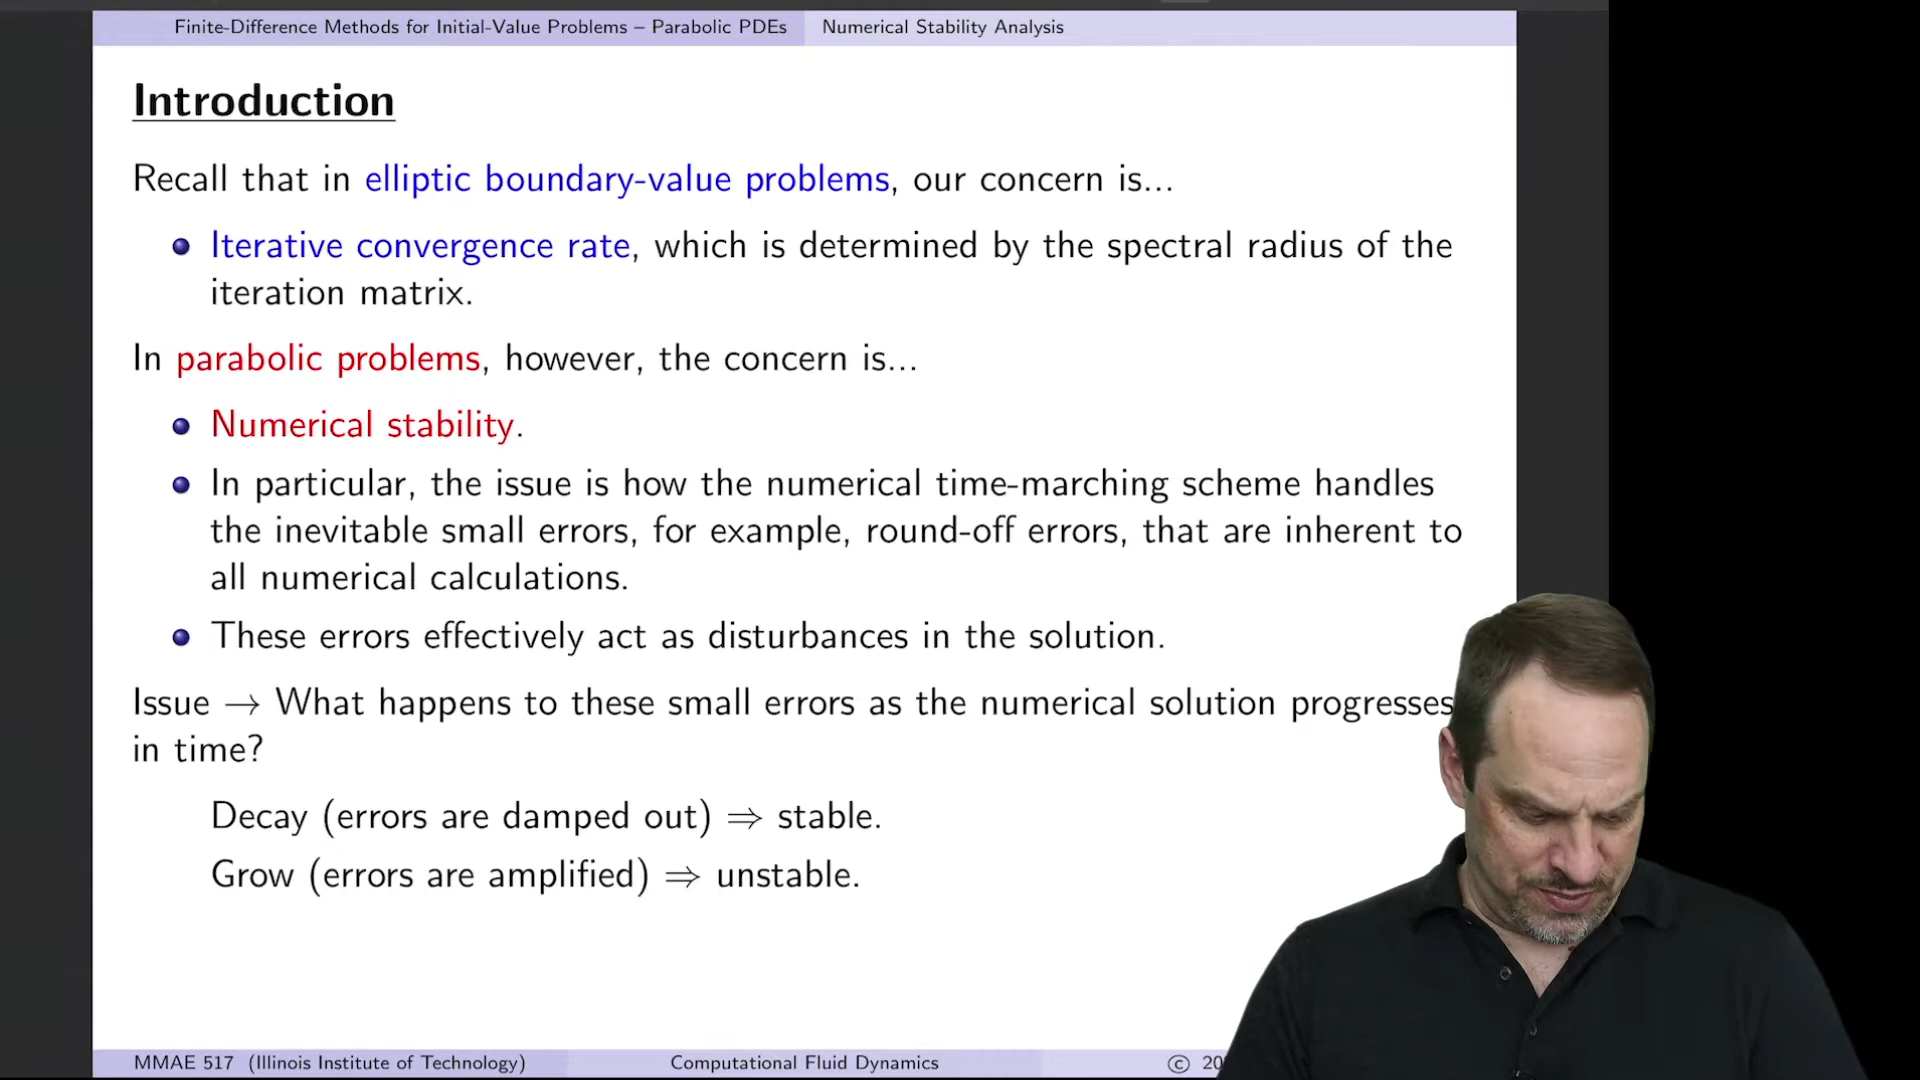 Finite-Difference Methods for Initial-Value Problems – Parabolic PDEs Numerical Stability Analysis
Introduction
Recall that in elliptic boundary-value problems, our concern is...
Iterative convergence rate, which is determined by the spectral radius of the
iteration matrix.
In parabolic problems, however, the concern is...
Numerical stability.
In particular, the issue is how the numerical time-marching scheme handles
the inevitable small errors, for example, round-off errors, that are inherent to
all numerical calculations.
These errors effectively act as disturbances in the solution.
Issue → What happens to these small errors as the numerical solution progresses
in time?
Decay (errors are damped out) ⇒ stable.
Grow (errors are amplified) ⇒ unstable.
MMAE 517 (Illinois Institute of Technology) Computational Fluid Dynamics ©